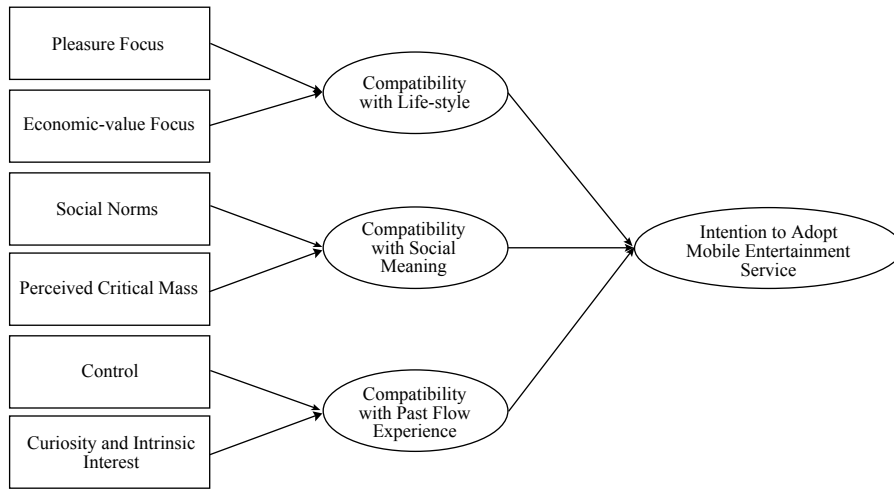 Pleasure Focus
Economic-value Focus
Social Norms
Perceived Critical Mass
Control
Curiosity and Intrinsic
Interest
Compatibility
with Life-style
Compatibility
with Social
Meaning
Compatibility
with Past Flow
Experience
Intention to Adopt
Mobile Entertainment
Service